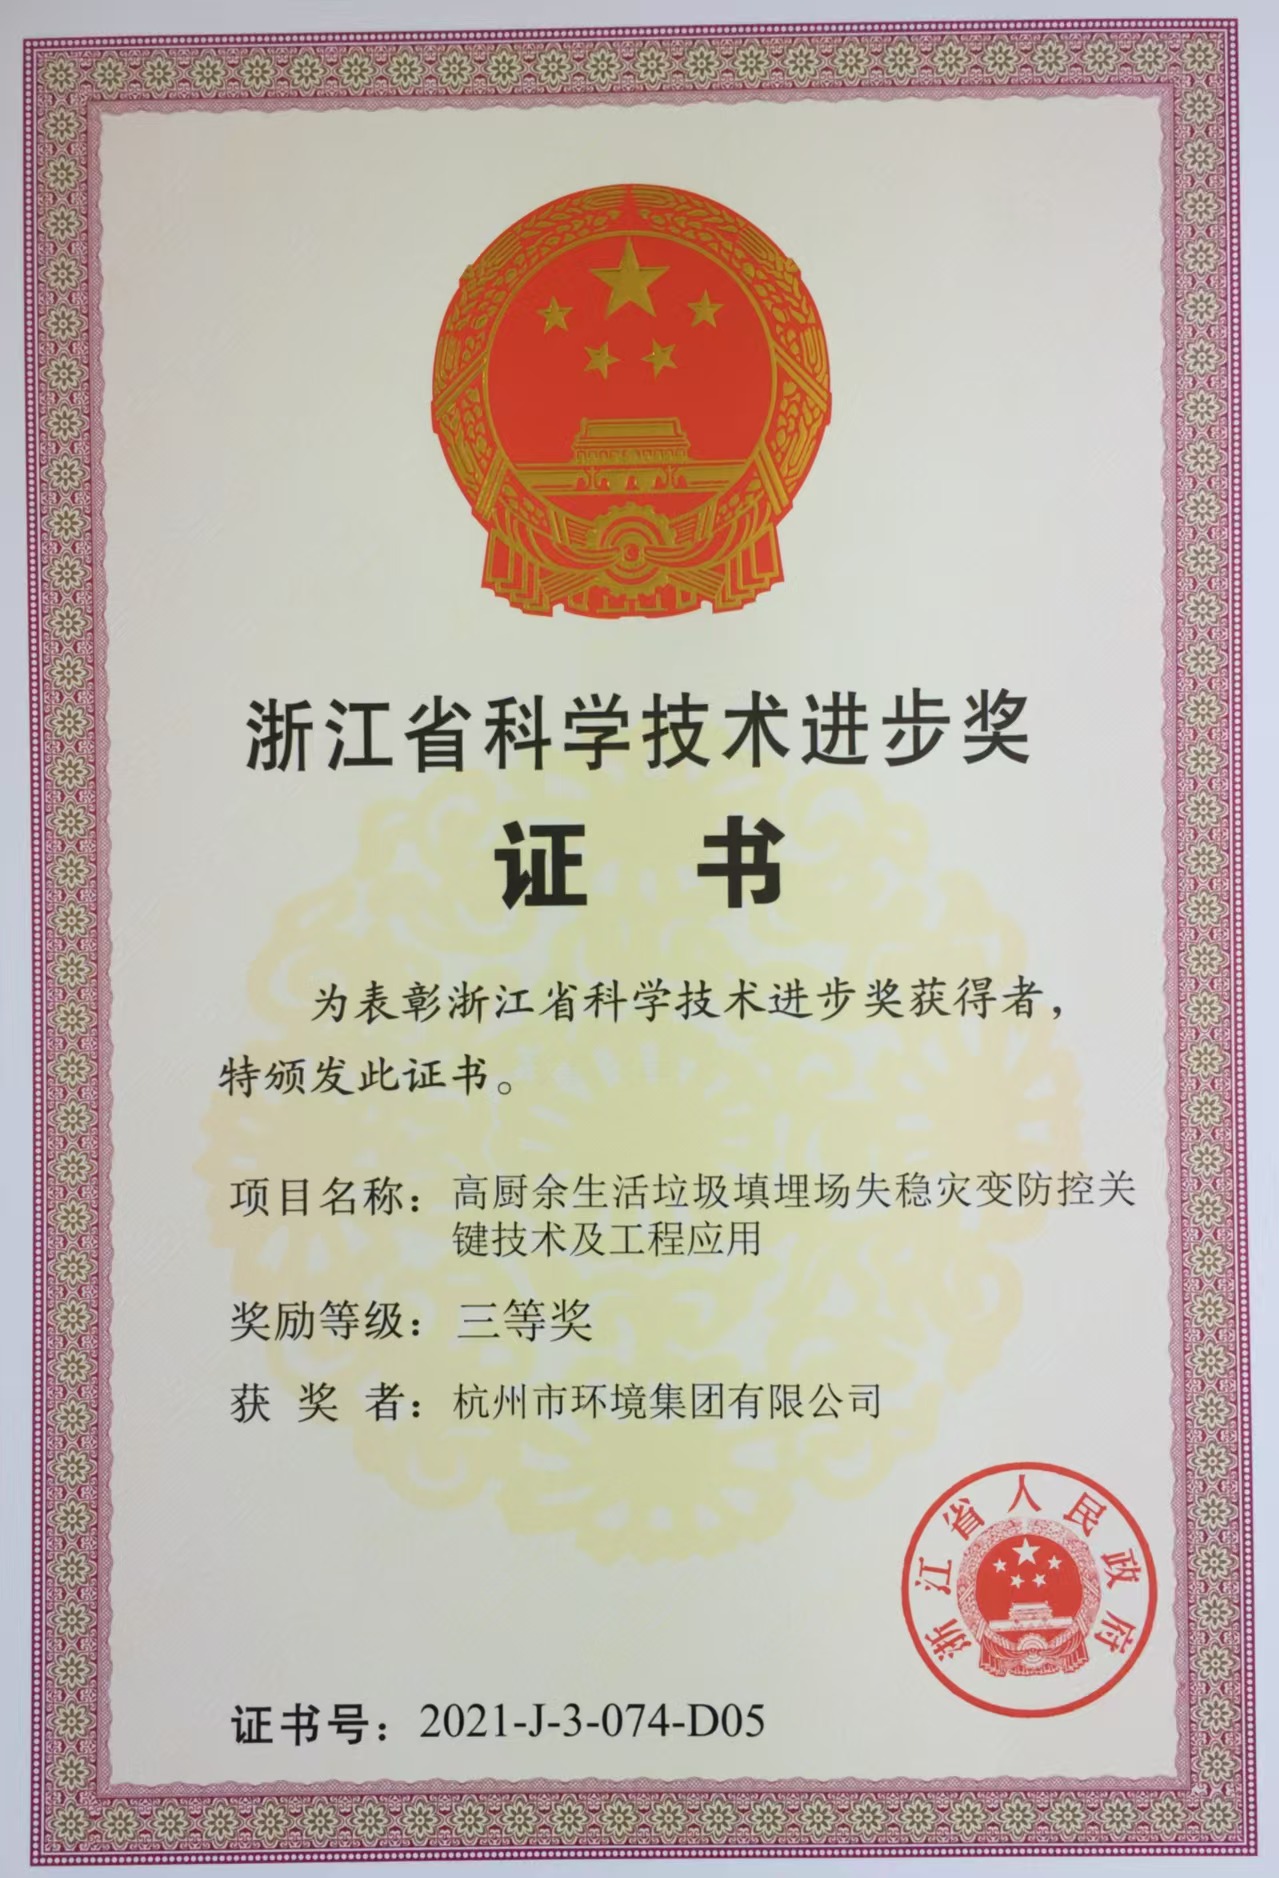 浙江省科学技术进步奖
证 书
为表彰浙江省科学技术进步奖获得者，
特颁发此证书。
项目名称：高厨余生活垃圾填埋场失稳灾变防控关
键技术及工程应用
奖励等级：三等奖
获 奖 者：杭州市环境集团有限公司
浙江省人民政府
证书号：2021-J-3-074-D05